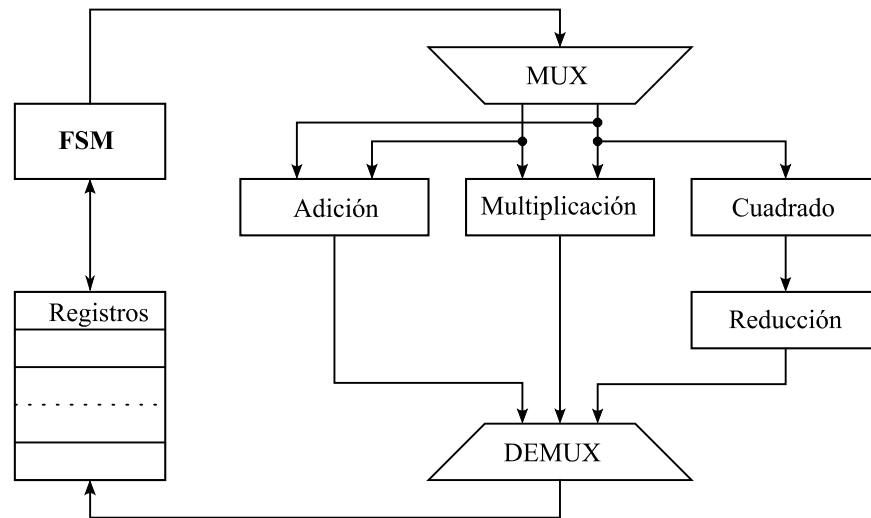 MUX
FSM
Adición
Multiplicación
Cuadrado
Registros
Reducción
DEMUX